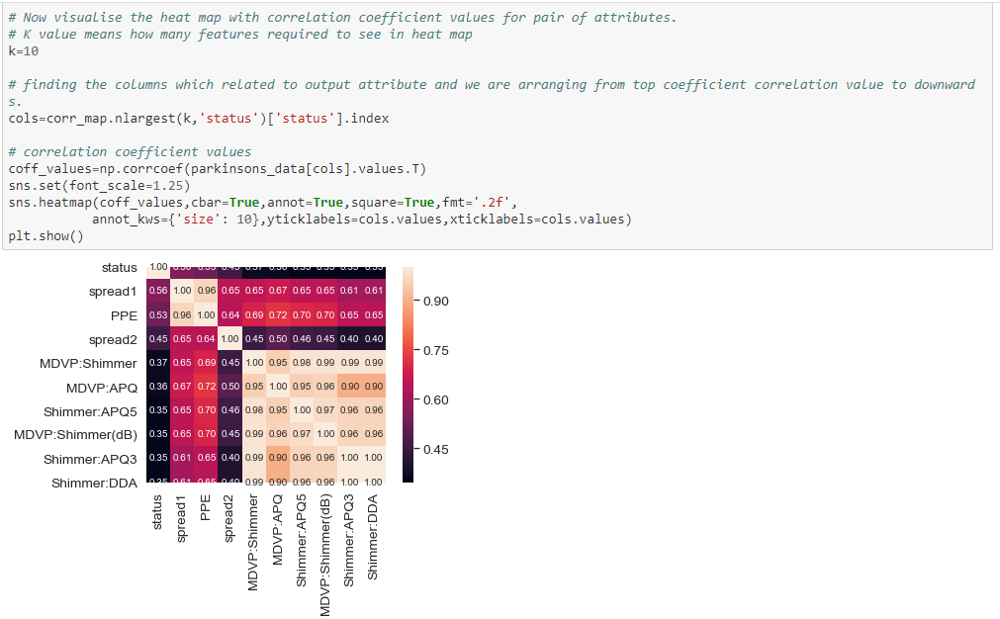 # Now visualise the heat map with correlation coefficient values for pair of attributes.
# K value means how many features required to see in heat map
k=10
# finding the columns which related to output attribute and we are arranging from top coefficient correlation value to downward
s.
cols=corr_map.nlargest(k,'status')['status'].index
# correlation coefficient values
coff_values=np.corrcoef(parkinsons_data[cols].values.T)
sns.set(font_scale=1.25)
sns.heatmap(coff_values,cbar=True,annot=True,square=True,fmt='.2f',
annot_kws={'size': 10},yticklabels=cols.values,xticklabels=cols.values)
plt.show()
status 1.00
spread1 0.56 1.00 0.96 0.65 0.65 0.67 0.65 0.65 0.61 0.61
PPE 0.53 0.96 1.00 0.64 0.69 0.72 0.70 0.70 0.65 0.65
spread2 0.45 0.65 0.64 1.00 0.45 0.50 0.46 0.45 0.40 0.40
MDVP:Shimmer 0.37 0.65 0.69 0.45 1.00 0.95 0.98 0.99 0.99 0.99
MDVP:APQ 0.36 0.67 0.72 0.50 0.95 1.00 0.95 0.96 0.90 0.90
Shimmer:APQ5 0.35 0.65 0.70 0.46 0.98 0.95 1.00 0.97 0.96 0.96
MDVP:Shimmer(dB) 0.35 0.65 0.70 0.45 0.99 0.96 0.97 1.00 0.96 0.96
Shimmer:APQ3 0.35 0.61 0.65 0.40 0.99 0.90 0.96 0.96 1.00 1.00
Shimmer:DDA 0.35 0.61 0.65 0.40 0.99 0.90 0.96 0.96 1.00 1.00
0.90
0.75
0.60
0.45
status
spread1
PPE
spread2
MDVP:Shimmer
MDVP:APQ
Shimmer:APQ5
MDVP:Shimmer(dB)
Shimmer:APQ3
Shimmer:DDA